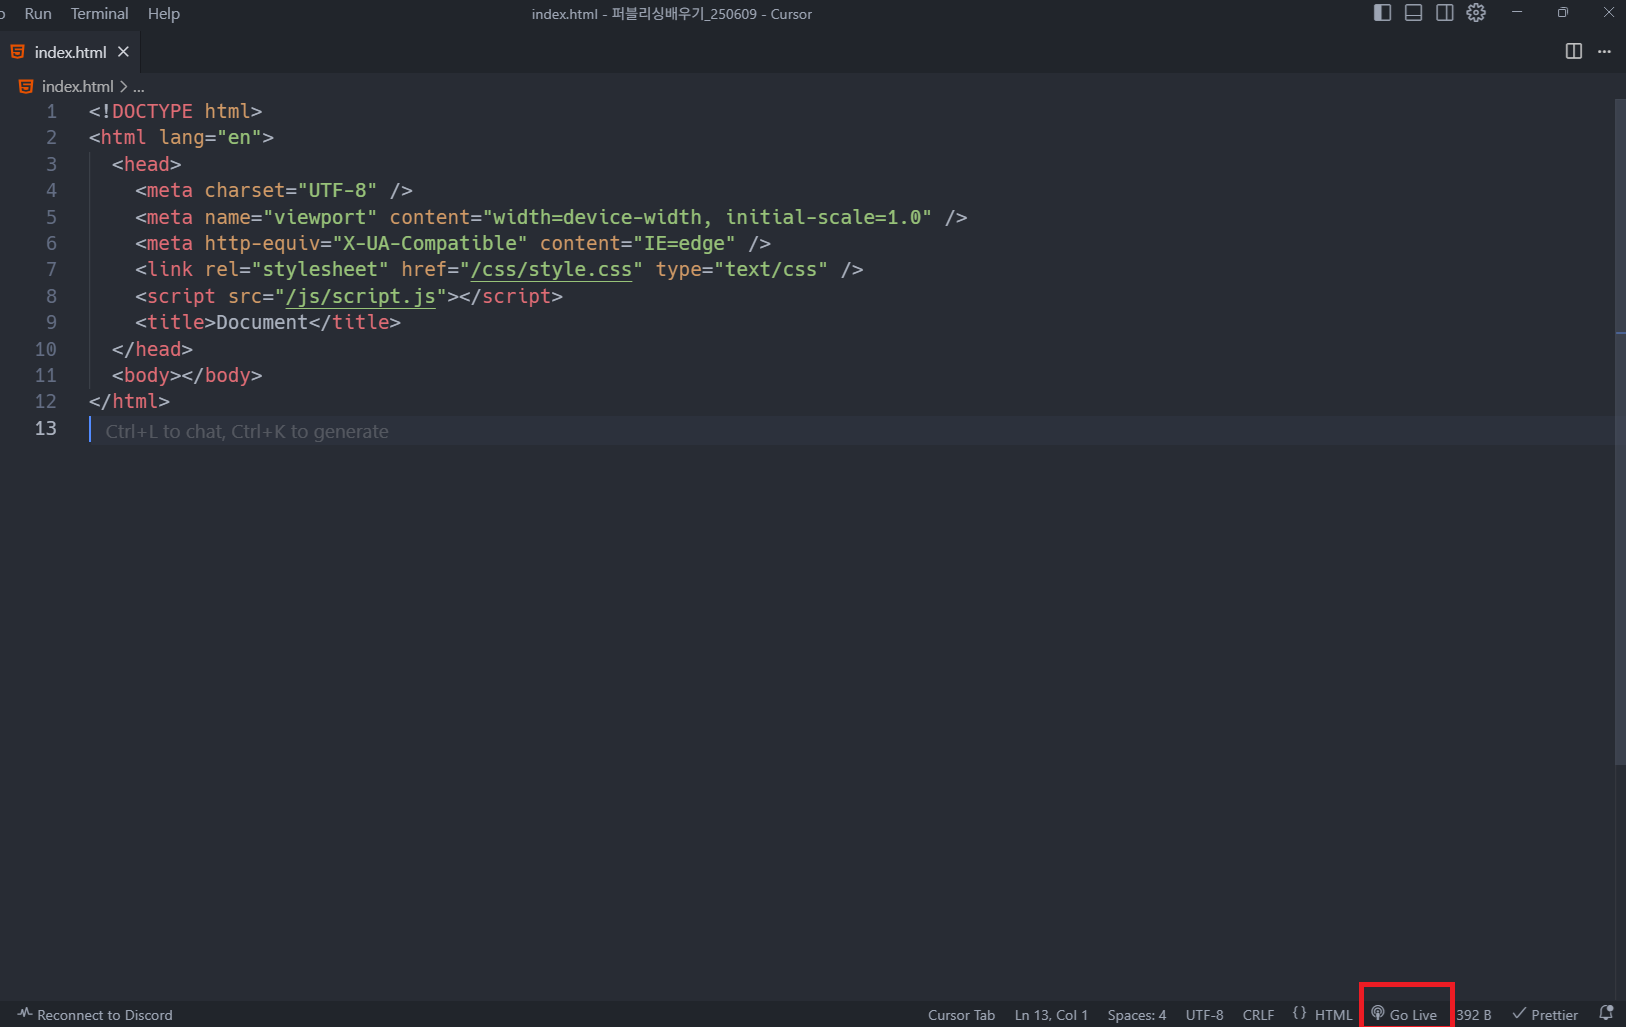 Run Terminal Help index.html - 퍼블리싱배우기_250609 - Cursor
index.html
index.html > ...
1 <!DOCTYPE html>
2 <html lang="en">
3 <head>
4 <meta charset="UTF-8" />
5 <meta name="viewport" content="width=device-width, initial-scale=1.0" />
6 <meta http-equiv="X-UA-Compatible" content="IE=edge" />
7 <link rel="stylesheet" href="/css/style.css" type="text/css" />
8 <script src="/js/script.js"></script>
9 <title>Document</title>
10 </head>
11 <body></body>
12 </html>
13 Ctrl+L to chat, Ctrl+K to generate
Reconnect to Discord Cursor Tab Ln 13, Col 1 Spaces: 4 UTF-8 CRLF {} HTML Go Live 392 B Prettier